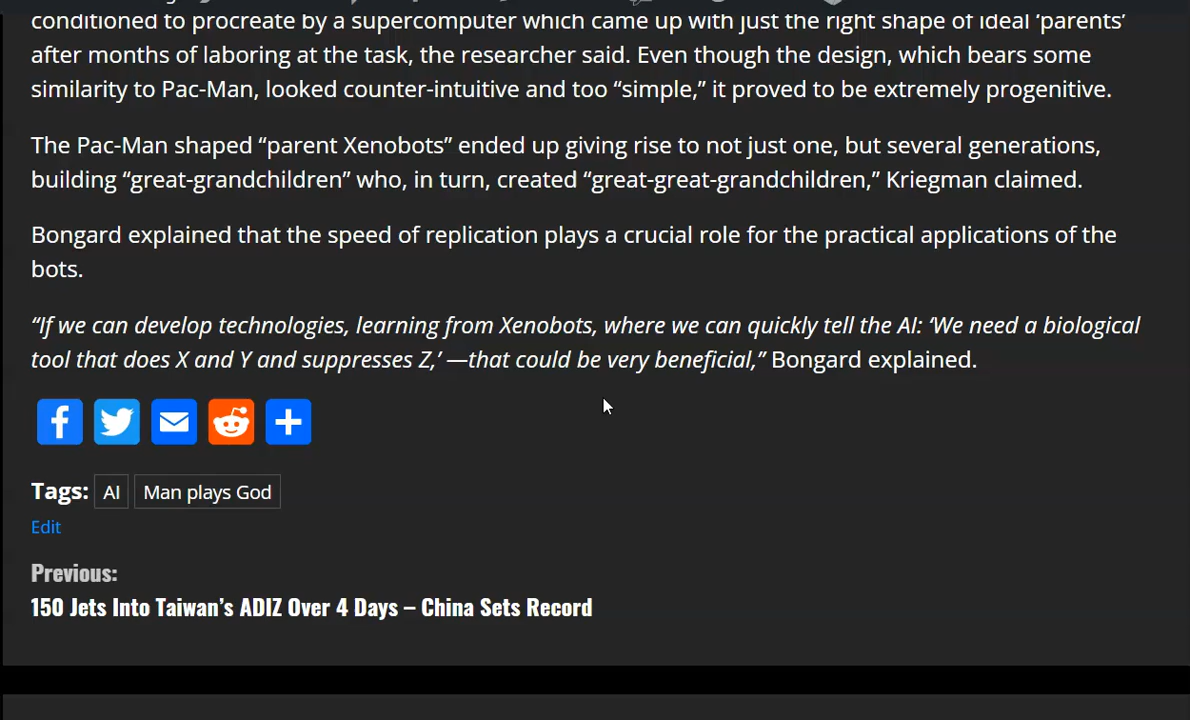 conditioned to procreate by a supercomputer which came up with just the right shape of ideal ‘parents’
after months of laboring at the task, the researcher said. Even though the design, which bears some
similarity to Pac-Man, looked counter-intuitive and too “simple,” it proved to be extremely progenitive.
The Pac-Man shaped “parent Xenobots” ended up giving rise to not just one, but several generations,
building “great-grandchildren” who, in turn, created “great-great-grandchildren,” Kriegman claimed.
Bongard explained that the speed of replication plays a crucial role for the practical applications of the
bots.
“If we can develop technologies, learning from Xenobots, where we can quickly tell the AI: ‘We need a biological
tool that does X and Y and suppresses Z,’ —that could be very beneficial,” Bongard explained.
Tags: AI Man plays God
Edit
Previous:
150 Jets Into Taiwan’s ADIZ Over 4 Days – China Sets Record